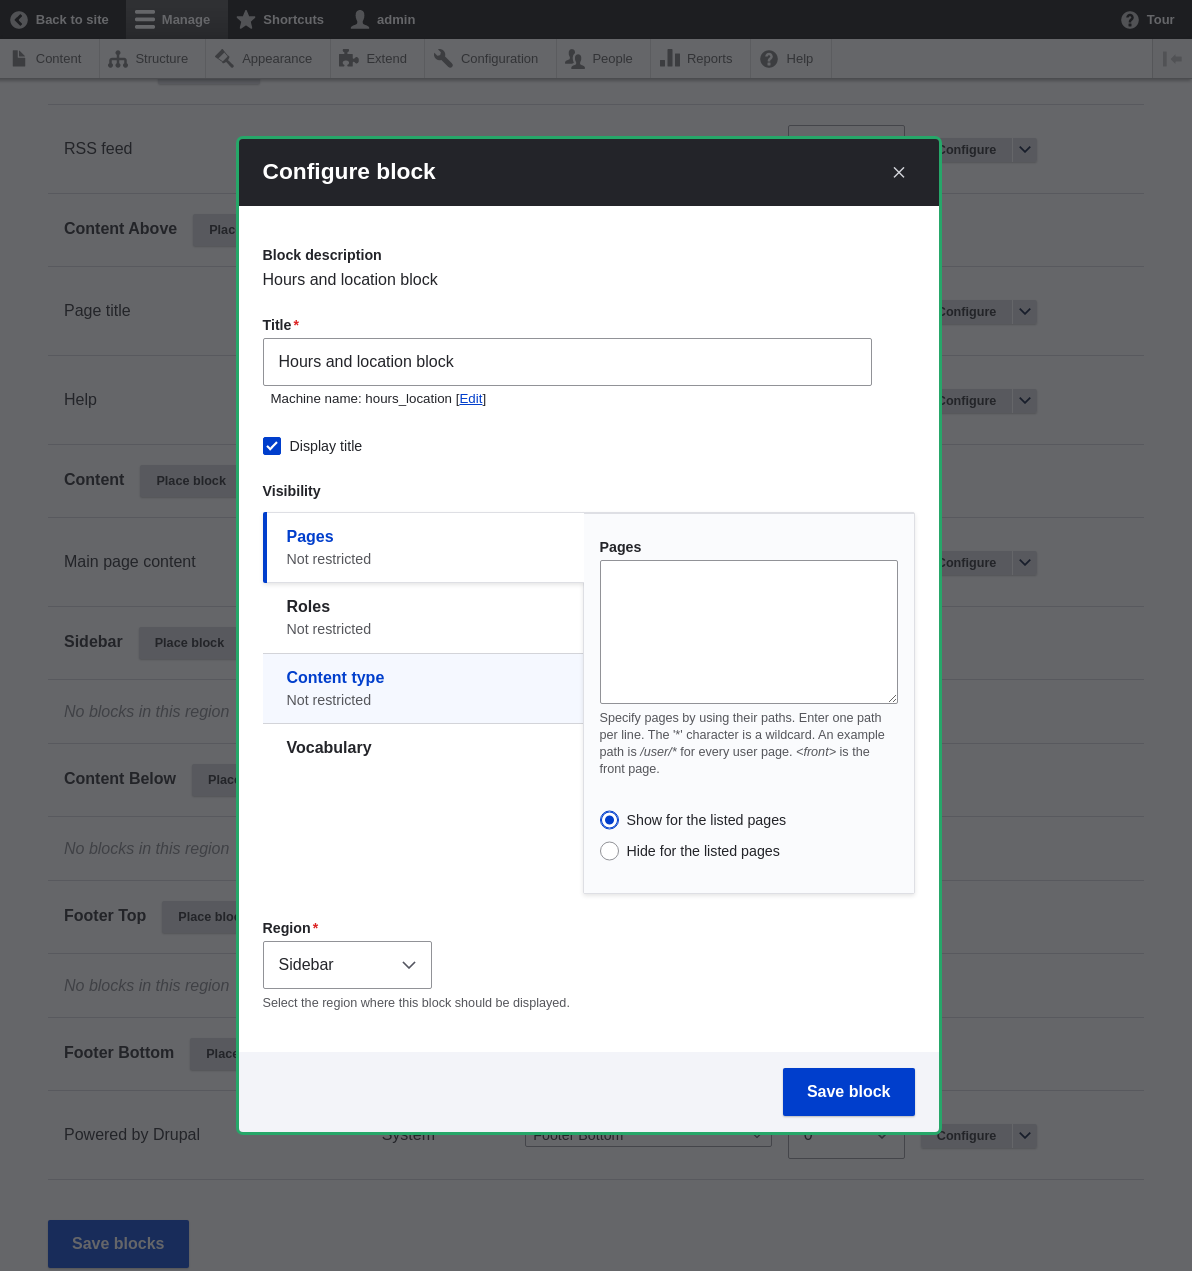 Back to site Manage Shortcuts admin Tour
Content Structure Appearance Extend Configuration People Reports Help
RSS feed Configure
Configure block
Content Above Place
Block description
Hours and location block
Page title Configure
Title*
Hours and location block
Help Machine name: hours_location [Edit] Configure
Display title
Content Place block
Visibility
Pages
Not restricted
Pages
Main page content Configure
Roles
Not restricted
Sidebar Place block
Content type
Not restricted
No blocks in this region
Specify pages by using their paths. Enter one path
per line. The '*' character is a wildcard. An example
path is /user/* for every user page. <front> is the
front page.
Vocabulary
Content Below Place
Show for the listed pages
No blocks in this region
Hide for the listed pages
Footer Top Place block
Region*
Sidebar
No blocks in this region
Select the region where this block should be displayed.
Footer Bottom Place
Save block
Powered by Drupal System Footer Bottom Configure
Save blocks